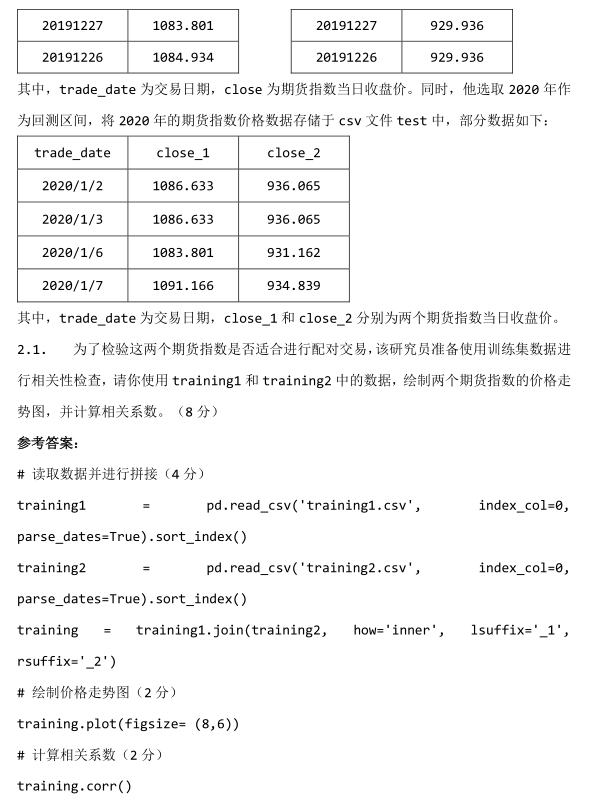 20191227 1083.801 20191227 929.936
20191226 1084.934 20191226 929.936
其中，trade_date 为交易日期，close 为期货指数当日收盘价。同时，他选取 2020 年作
为回测区间，将 2020 年的期货指数价格数据存储于 csv 文件 test 中，部分数据如下：
trade_date close_1 close_2
2020/1/2 1086.633 936.065
2020/1/3 1086.633 936.065
2020/1/6 1083.801 931.162
2020/1/7 1091.166 934.839
其中，trade_date 为交易日期，close_1 和 close_2 分别为两个期货指数当日收盘价。
2.1. 为了检验这两个期货指数是否适合进行配对交易，该研究员准备使用训练集数据进
行相关性检查，请你使用 training1 和 training2 中的数据，绘制两个期货指数的价格走
势图，并计算相关系数。（8 分）
参考答案：
# 读取数据并进行拼接（4 分）
training1 = pd.read_csv('training1.csv', index_col=0,
parse_dates=True).sort_index()
training2 = pd.read_csv('training2.csv', index_col=0,
parse_dates=True).sort_index()
training = training1.join(training2, how='inner', lsuffix='_1',
rsuffix='_2')
# 绘制价格走势图（2 分）
training.plot(figsize= (8,6))
# 计算相关系数（2 分）
training.corr()